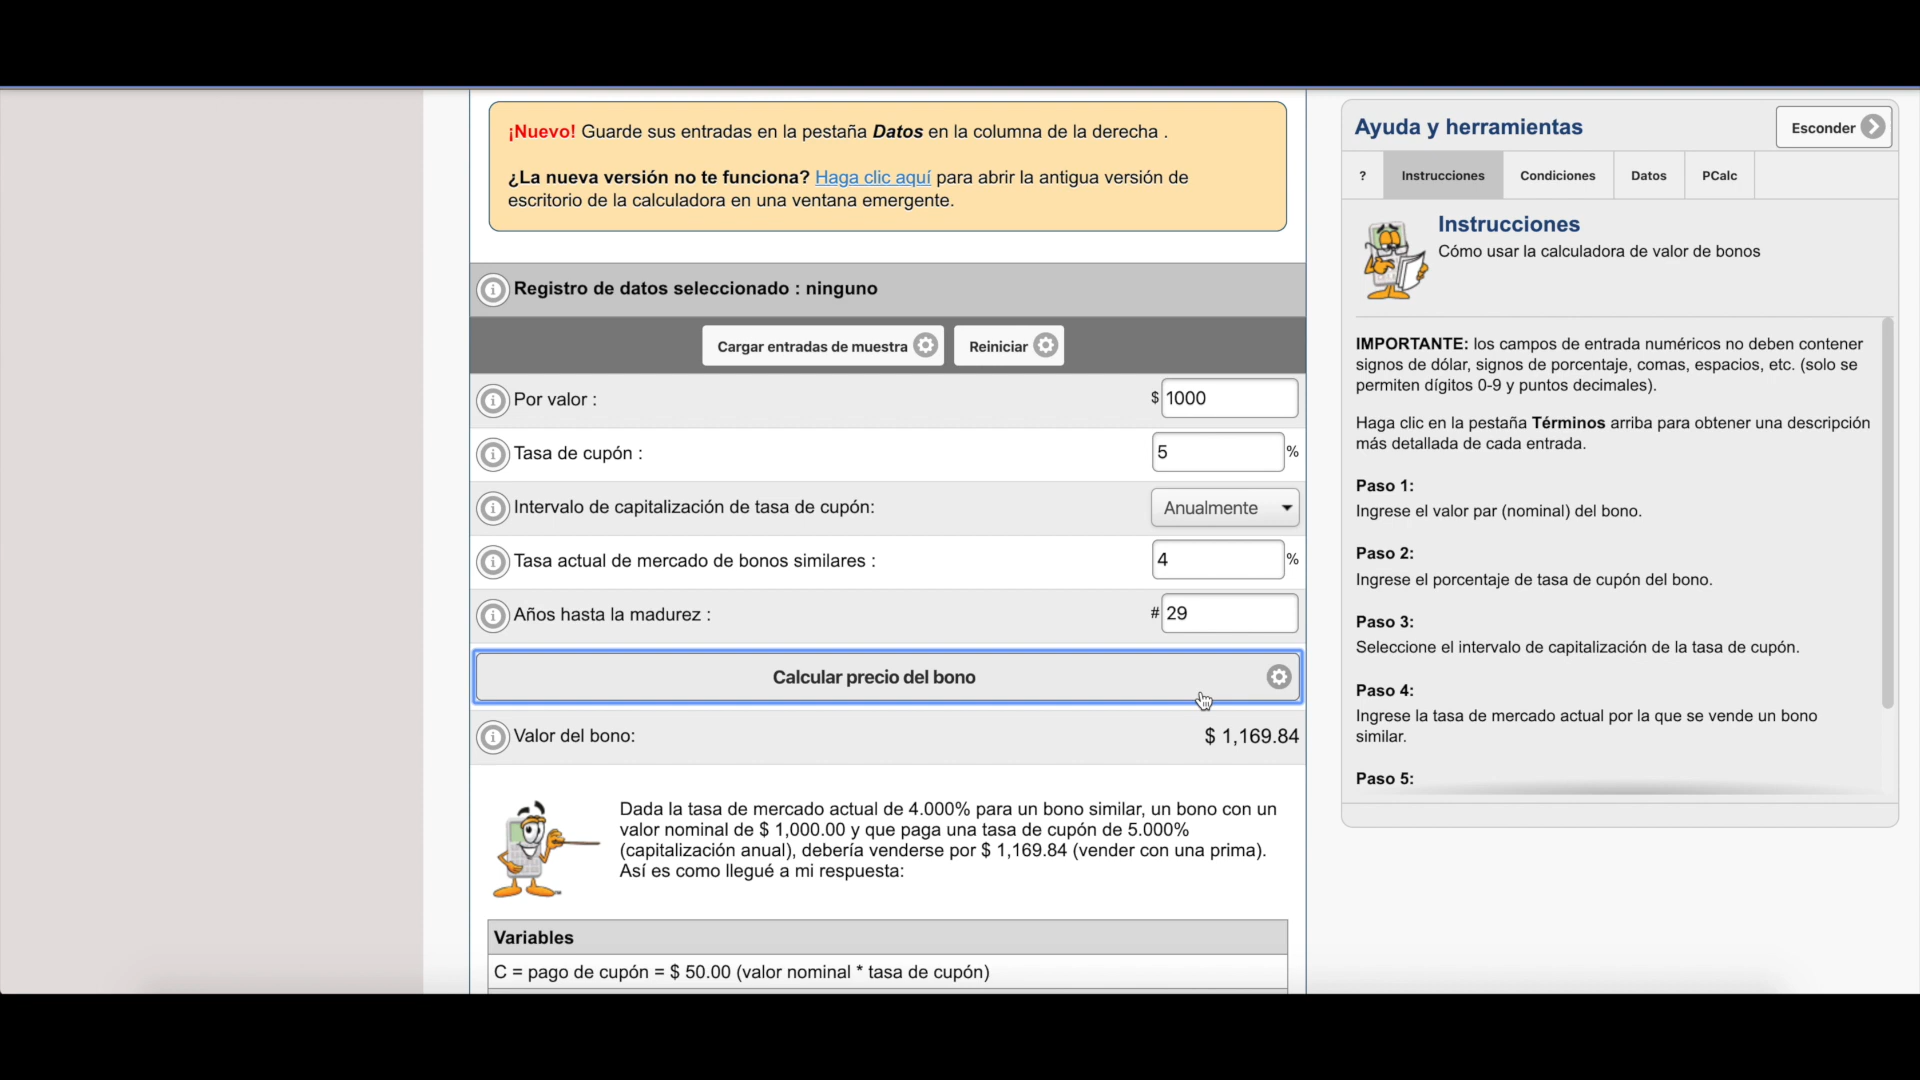 ¡Nuevo! Guarde sus entradas en la pestaña Datos en la columna de la derecha .
¿La nueva versión no te funciona? Haga clic aquí para abrir la antigua versión de
escritorio de la calculadora en una ventana emergente.
Registro de datos seleccionado : ninguno
Cargar entradas de muestra
Reiniciar
Por valor :
$ 1000
Tasa de cupón :
5 %
Intervalo de capitalización de tasa de cupón:
Anualmente
Tasa actual de mercado de bonos similares :
4 %
Años hasta la madurez :
# 29
Calcular precio del bono
Valor del bono:
$ 1,169.84
Dada la tasa de mercado actual de 4.000% para un bono similar, un bono con un
valor nominal de $ 1,000.00 y que paga una tasa de cupón de 5.000%
(capitalización anual), debería venderse por $ 1,169.84 (vender con una prima).
Así es como llegué a mi respuesta:
Variables
C = pago de cupón = $ 50.00 (valor nominal * tasa de cupón)
Ayuda y herramientas
Esconder
?
Instrucciones
Condiciones
Datos
PCalc
Instrucciones
Cómo usar la calculadora de valor de bonos
IMPORTANTE: los campos de entrada numéricos no deben contener
signos de dólar, signos de porcentaje, comas, espacios, etc. (solo se
permiten dígitos 0-9 y puntos decimales).
Haga clic en la pestaña Términos arriba para obtener una descripción
más detallada de cada entrada.
Paso 1:
Ingrese el valor par (nominal) del bono.
Paso 2:
Ingrese el porcentaje de tasa de cupón del bono.
Paso 3:
Seleccione el intervalo de capitalización de la tasa de cupón.
Paso 4:
Ingrese la tasa de mercado actual por la que se vende un bono
similar.
Paso 5: